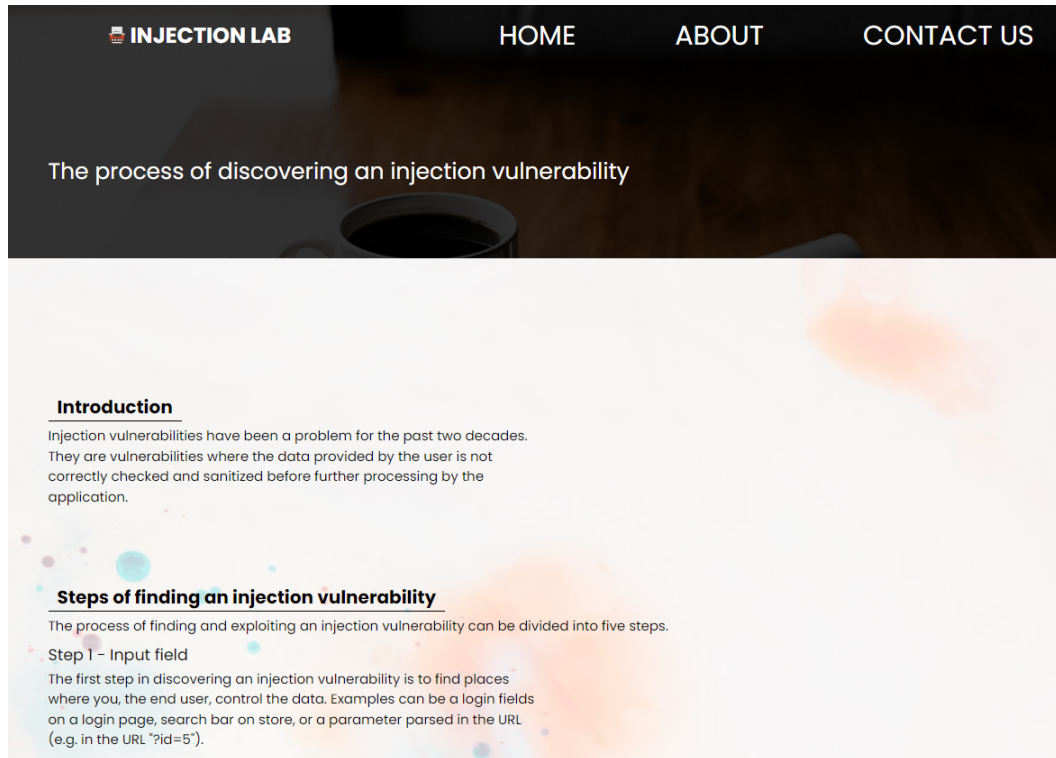 INJECTION LAB
HOME
ABOUT
CONTACT US
The process of discovering an injection vulnerability
Introduction
Injection vulnerabilities have been a problem for the past two decades.
They are vulnerabilities where the data provided by the user is not
correctly checked and sanitized before further processing by the
application.
Steps of finding an injection vulnerability
The process of finding and exploiting an injection vulnerability can be divided into five steps.
Step 1 - Input field
The first step in discovering an injection vulnerability is to find places
where you, the end user, control the data. Examples can be a login fields
on a login page, search bar on store, or a parameter parsed in the URL
(e.g. in the URL "?id=5").